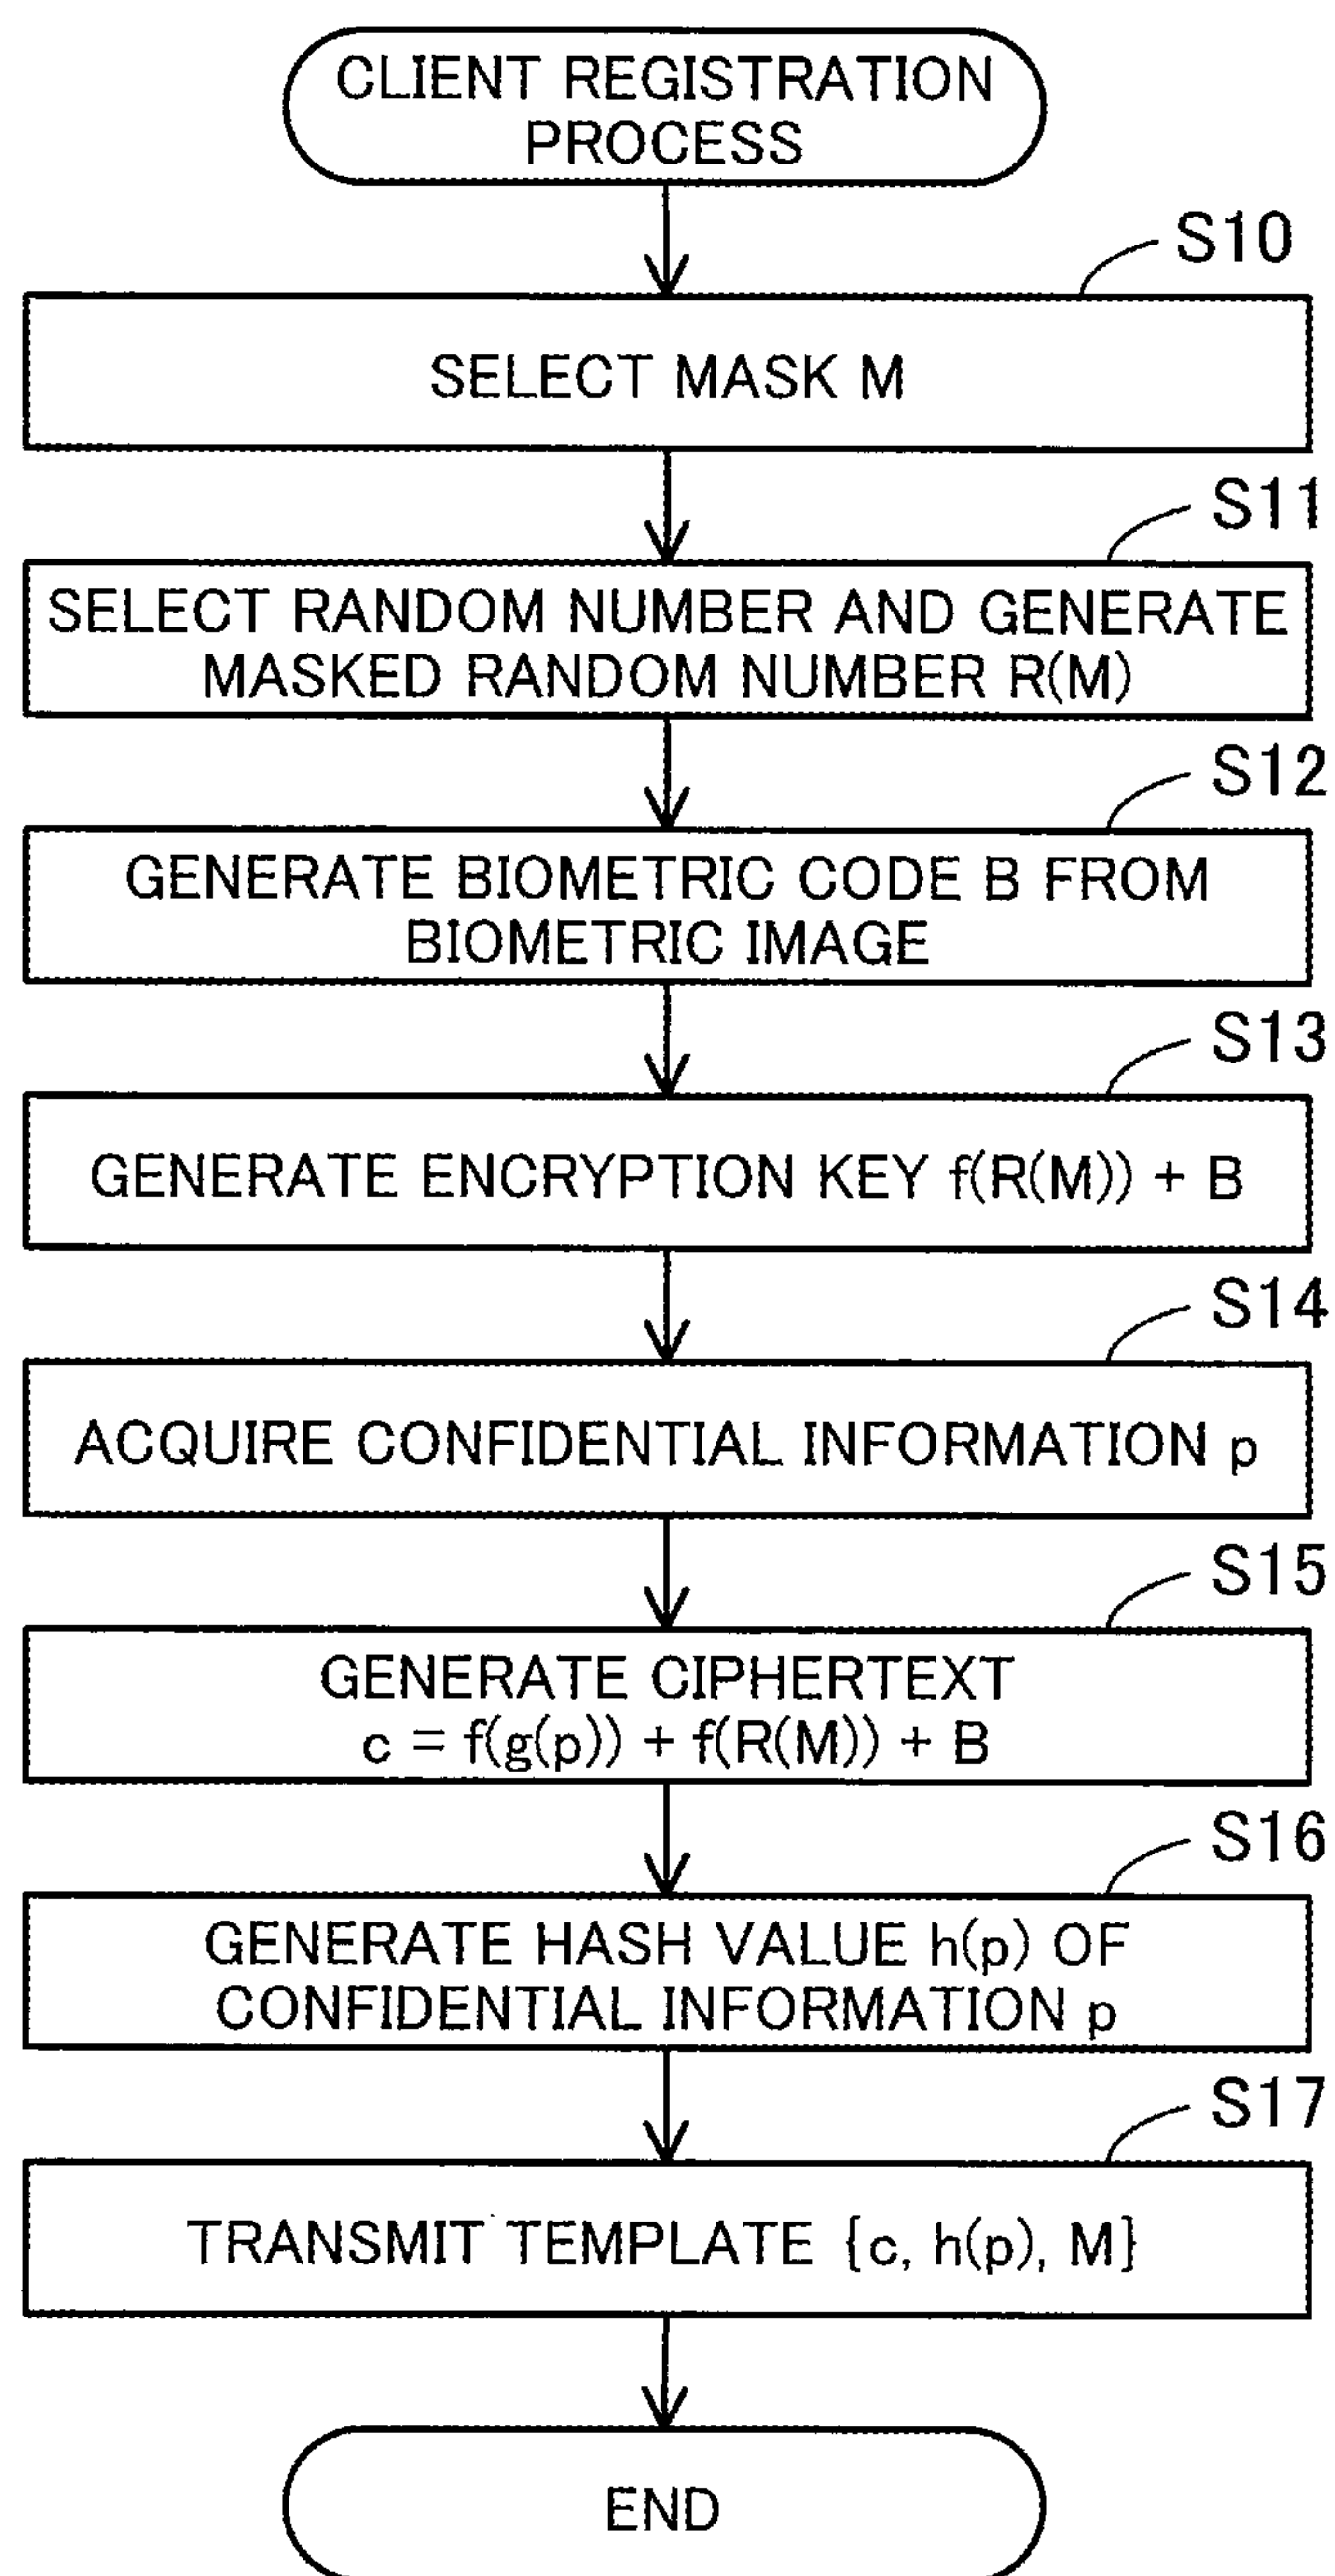 CLIENT REGISTRATION
PROCESS
S10
SELECT MASK M
S11
SELECT RANDOM NUMBER AND GENERATE
MASKED RANDOM NUMBER R(M)
S12
GENERATE BIOMETRIC CODE B FROM
BIOMETRIC IMAGE
S13
GENERATE ENCRYPTION KEY f(R(M)) + B
S14
ACQUIRE CONFIDENTIAL INFORMATION p
S15
GENERATE CIPHERTEXT
c = f(g(p)) + f(R(M)) + B
S16
GENERATE HASH VALUE h(p) OF
CONFIDENTIAL INFORMATION p
S17
TRANSMIT TEMPLATE {c, h(p), M}
END